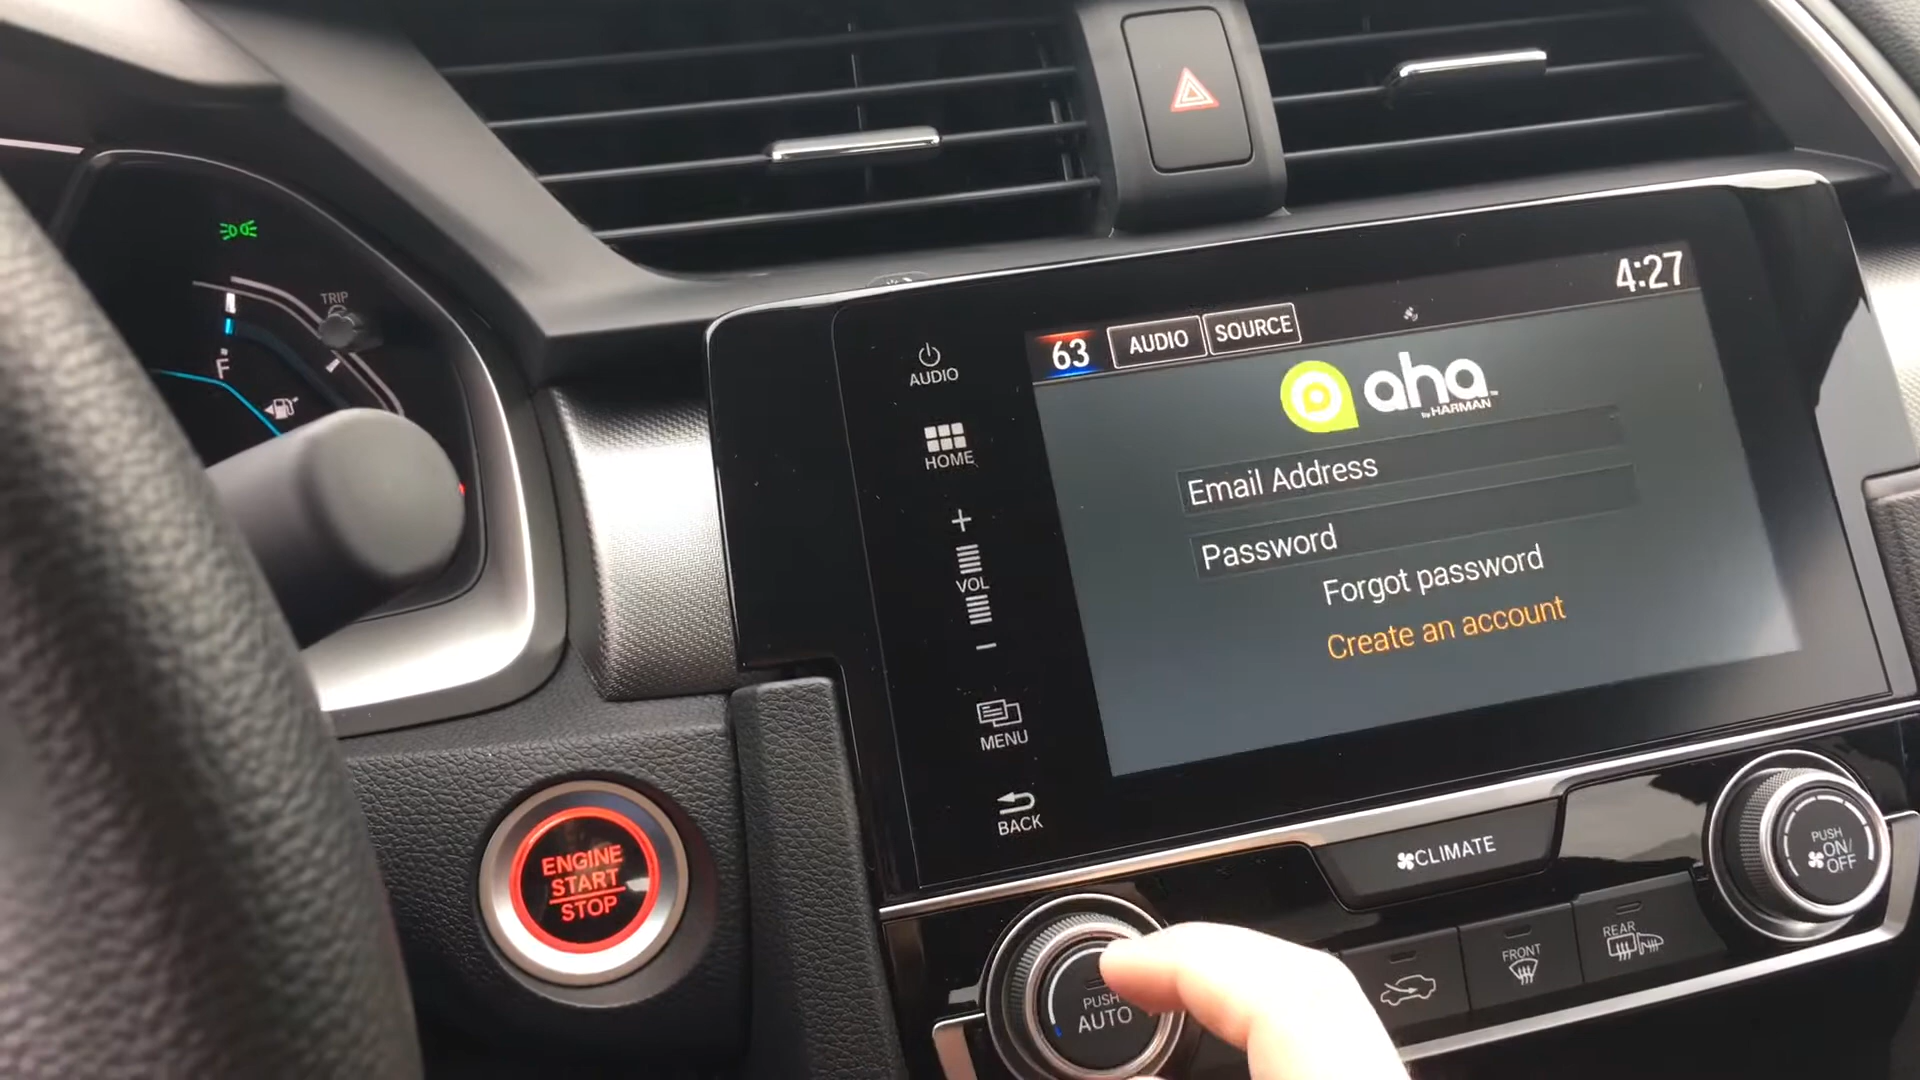 TRIP
F
AUDIO
HOME
+
VOL
−
MENU
BACK
63
AUDIO
SOURCE
4:27
aha™
by HARMAN
Email Address
Password
Forgot password
Create an account
ENGINE
START
STOP
CLIMATE
PUSH
ON/
OFF
PUSH
AUTO
FRONT
REAR